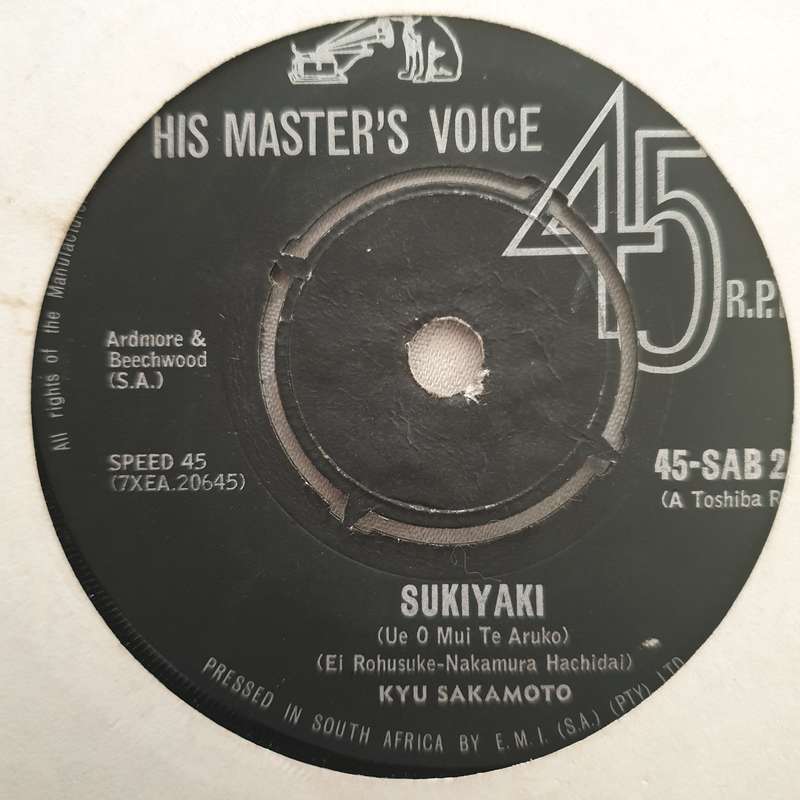 HIS MASTER'S VOICE
45
R.P.
All rights of the Manufacture
Ardmore &
Beechwood
(S.A.)
SPEED 45
(7XEA.20645)
45-SAB 2
(A Toshiba R
SUKIYAKI
(Ue O Mui Te Aruko)
(Ei Rohusuke-Nakamura Hachidai)
KYU SAKAMOTO
PRESSED IN SOUTH AFRICA BY E.M.I. (S.A.) (PTY) LTD